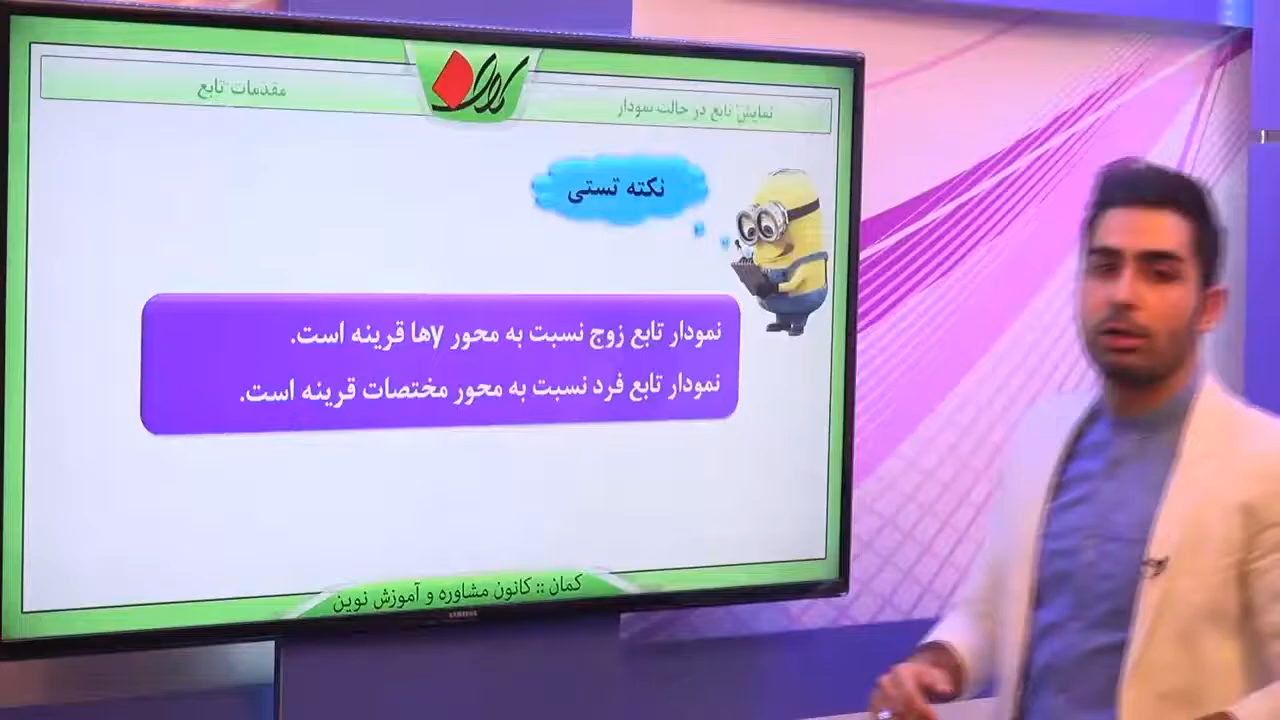 نمایش تابع در حالت نمودار
مقدمات تابع
نکته تستی
نمودار تابع زوج نسبت به محور yها قرینه است.
نمودار تابع فرد نسبت به محور مختصات قرینه است.
کمان :: کانون مشاوره و آموزش نوین
SAMSUNG